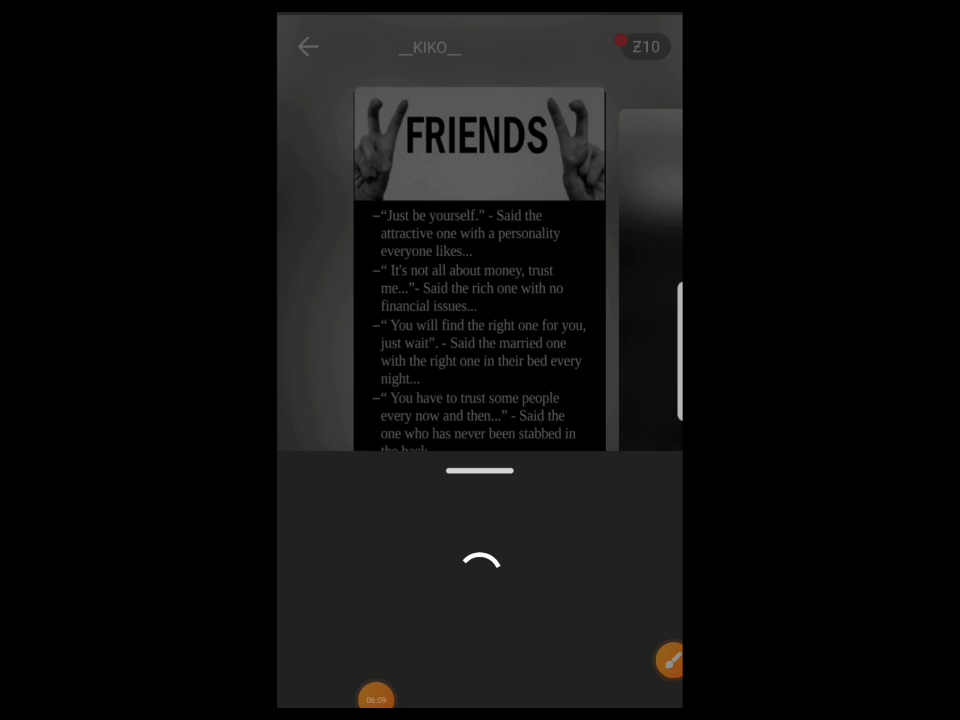 __KIKO__
Ƶ10
FRIENDS
–“Just be yourself.” - Said the
attractive one with a personality
everyone likes...
–“ It's not all about money, trust
me...”- Said the rich one with no
financial issues...
–“ You will find the right one for you,
just wait”. - Said the married one
with the right one in their bed every
night...
–“ You have to trust some people
every now and then...” - Said the
one who has never been stabbed in
the back
06:09